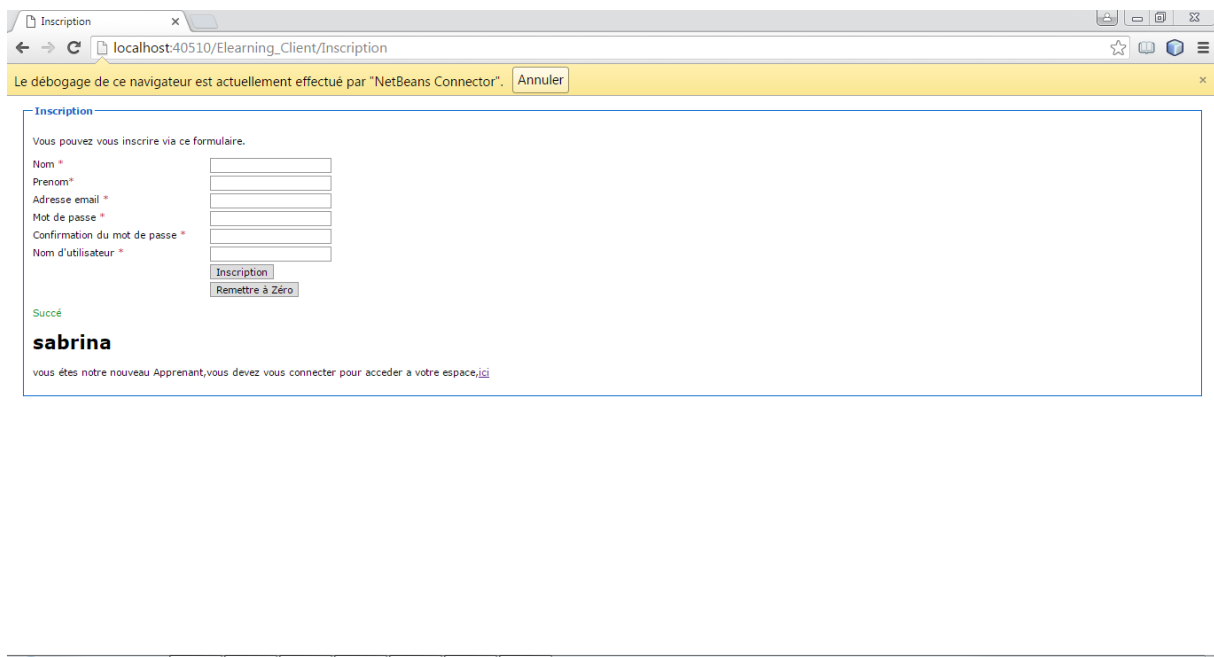 Inscription
localhost:40510/Elearning_Client/Inscription
Le débogage de ce navigateur est actuellement effectué par "NetBeans Connector". Annuler
Inscription
Vous pouvez vous inscrire via ce formulaire.
Nom *
Prenom*
Adresse email *
Mot de passe *
Confirmation du mot de passe *
Nom d'utilisateur *
Inscription
Remettre à Zéro
Succé
sabrina
vous étes notre nouveau Apprenant,vous devez vous connecter pour acceder a votre espace,ici